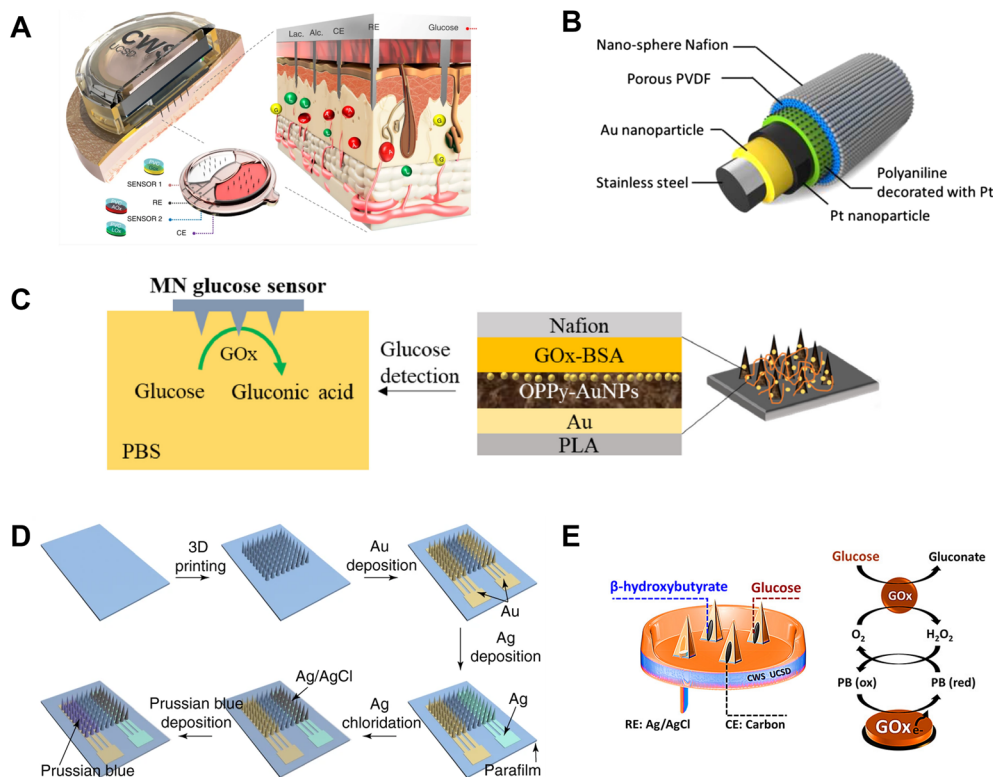 A
CWS
UCSD
Lac. Alc. CE RE Glucose
SENSOR 1
RE
AOx
SENSOR 2
LOx
CE
B
Nano-sphere Nafion
Porous PVDF
Au nanoparticle
Stainless steel
Polyaniline
decorated with Pt
Pt nanoparticle
C
MN glucose sensor
GOx
Glucose Gluconic acid
PBS
Glucose
detection
Nafion
GOx-BSA
OPPy-AuNPs
Au
PLA
D
3D
printing
Au
deposition
Au
Ag
deposition
Ag/AgCl
Prussian blue
deposition
Ag
chloridation
Ag
Prussian blue
Parafilm
E
β-hydroxybutyrate
Glucose
CWS UCSD
RE: Ag/AgCl
CE: Carbon
Glucose
Gluconate
GOx
O₂
H₂O₂
PB (ox)
PB (red)
GOx e-